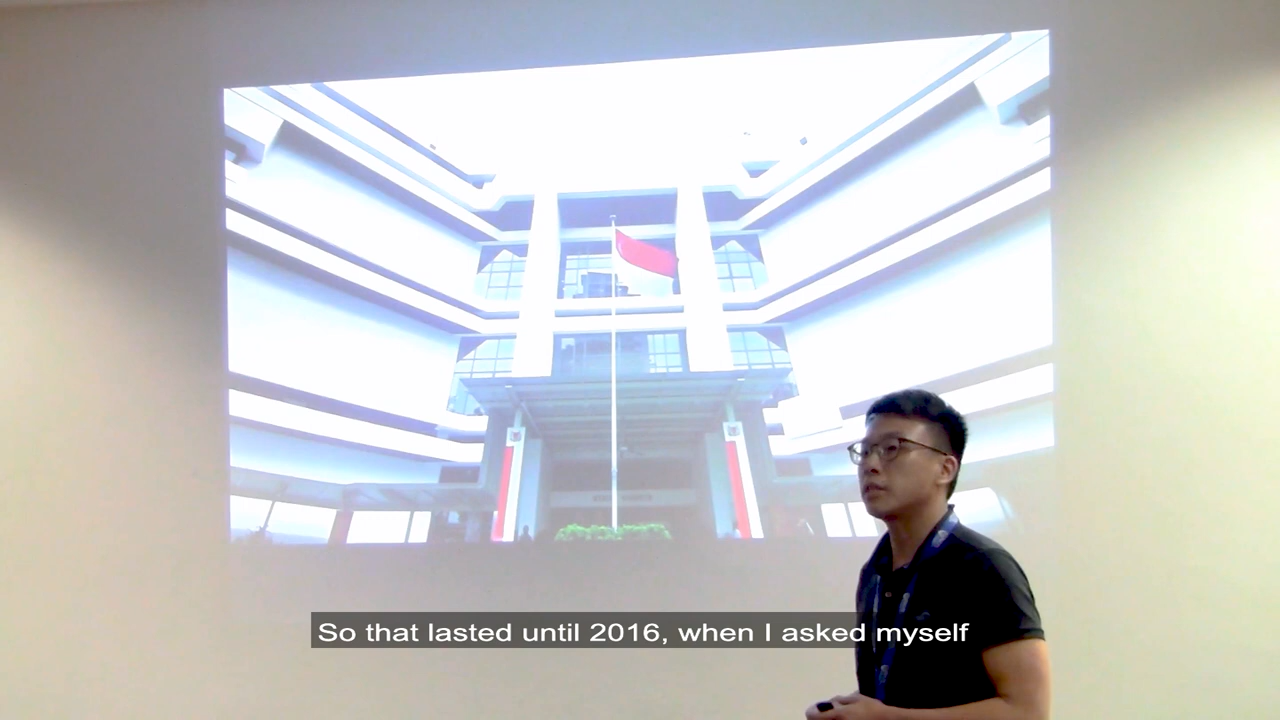 So that lasted until 2016, when I asked myself